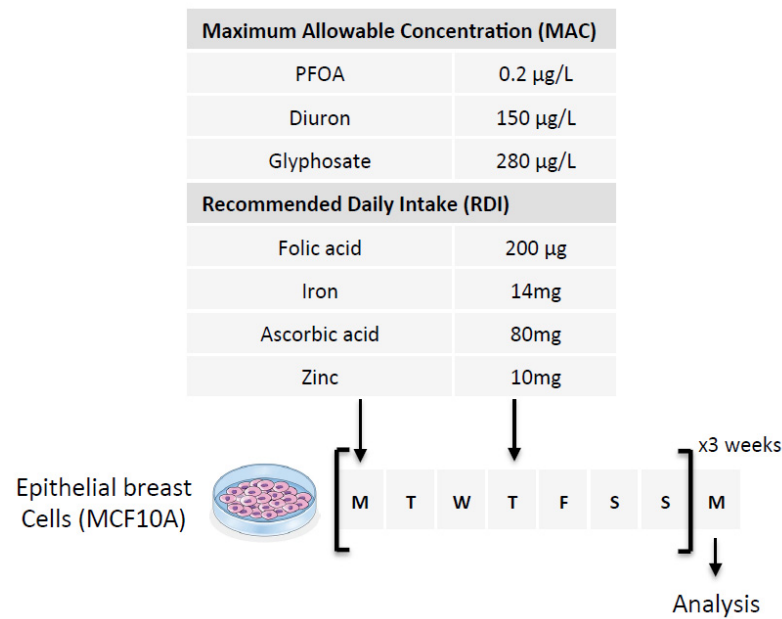 Maximum Allowable Concentration (MAC)
PFOA 0.2 µg/L
Diuron 150 µg/L
Glyphosate 280 µg/L
Recommended Daily Intake (RDI)
Folic acid 200 µg
Iron 14mg
Ascorbic acid 80mg
Zinc 10mg
x3 weeks
Epithelial breast
Cells (MCF10A)
M T W T F S S M
Analysis